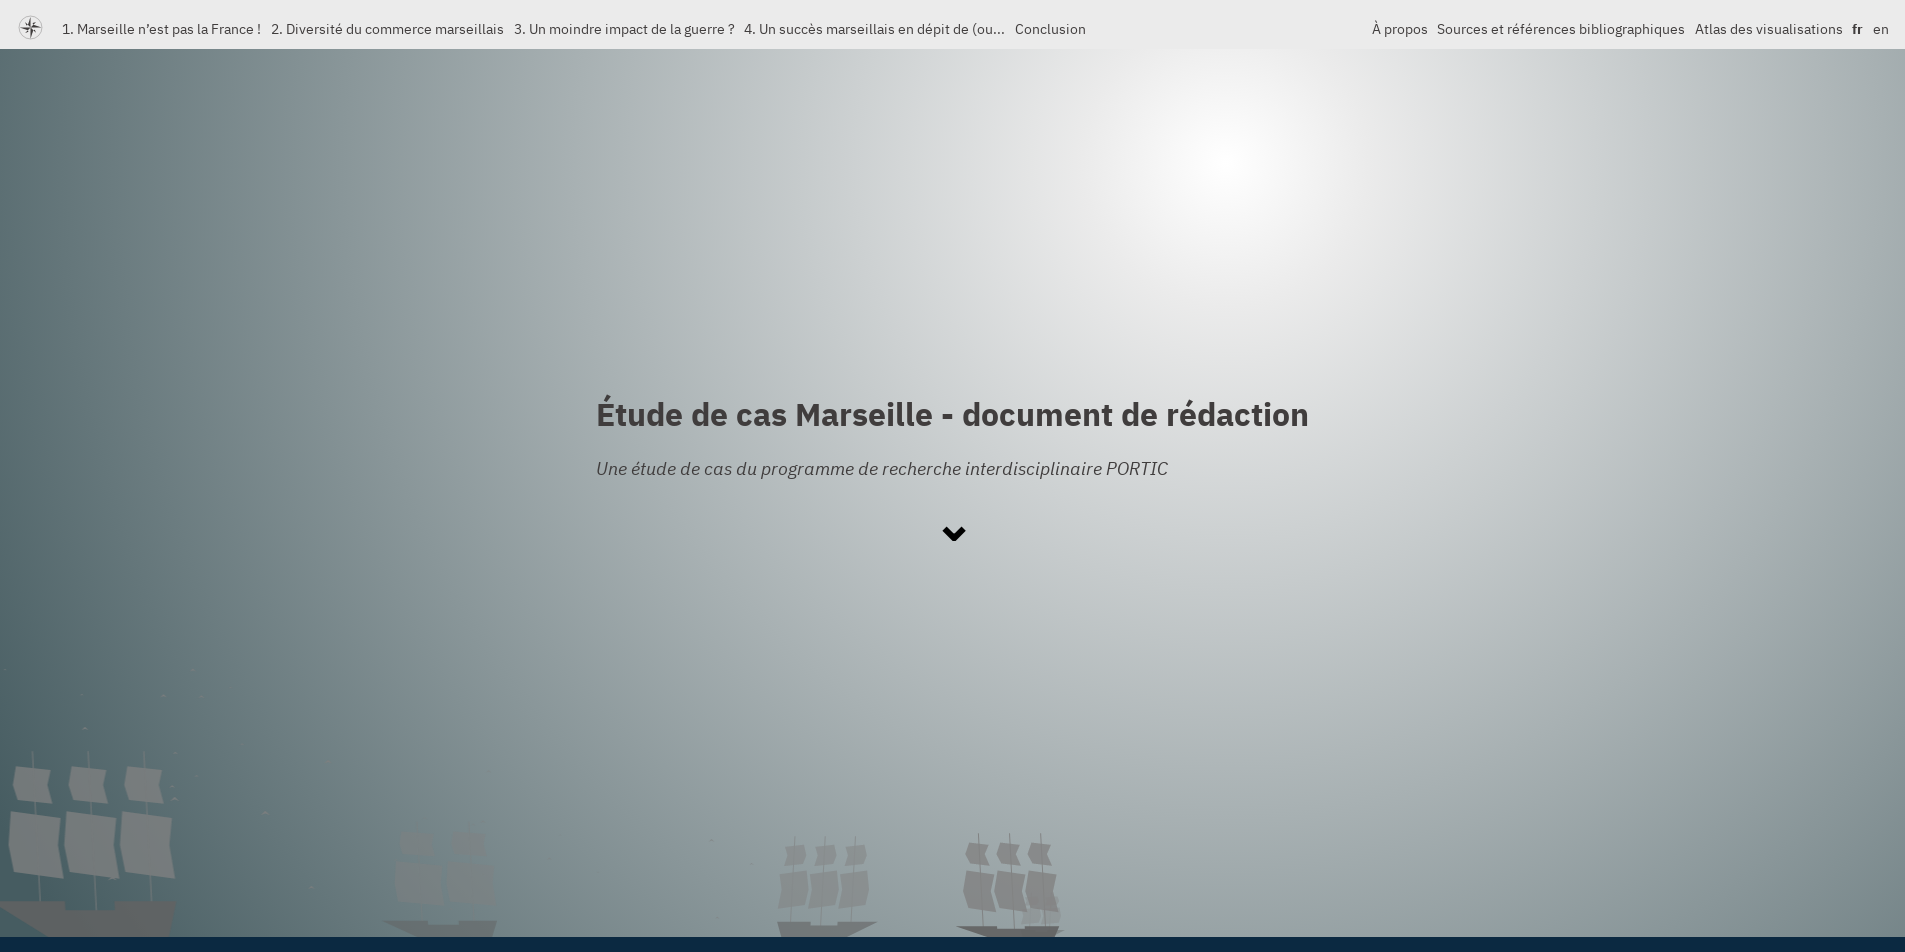 1. Marseille n’est pas la France ! 2. Diversité du commerce marseillais 3. Un moindre impact de la guerre ? 4. Un succès marseillais en dépit de (ou... Conclusion À propos Sources et références bibliographiques Atlas des visualisations fr en
Étude de cas Marseille - document de rédaction
Une étude de cas du programme de recherche interdisciplinaire PORTIC